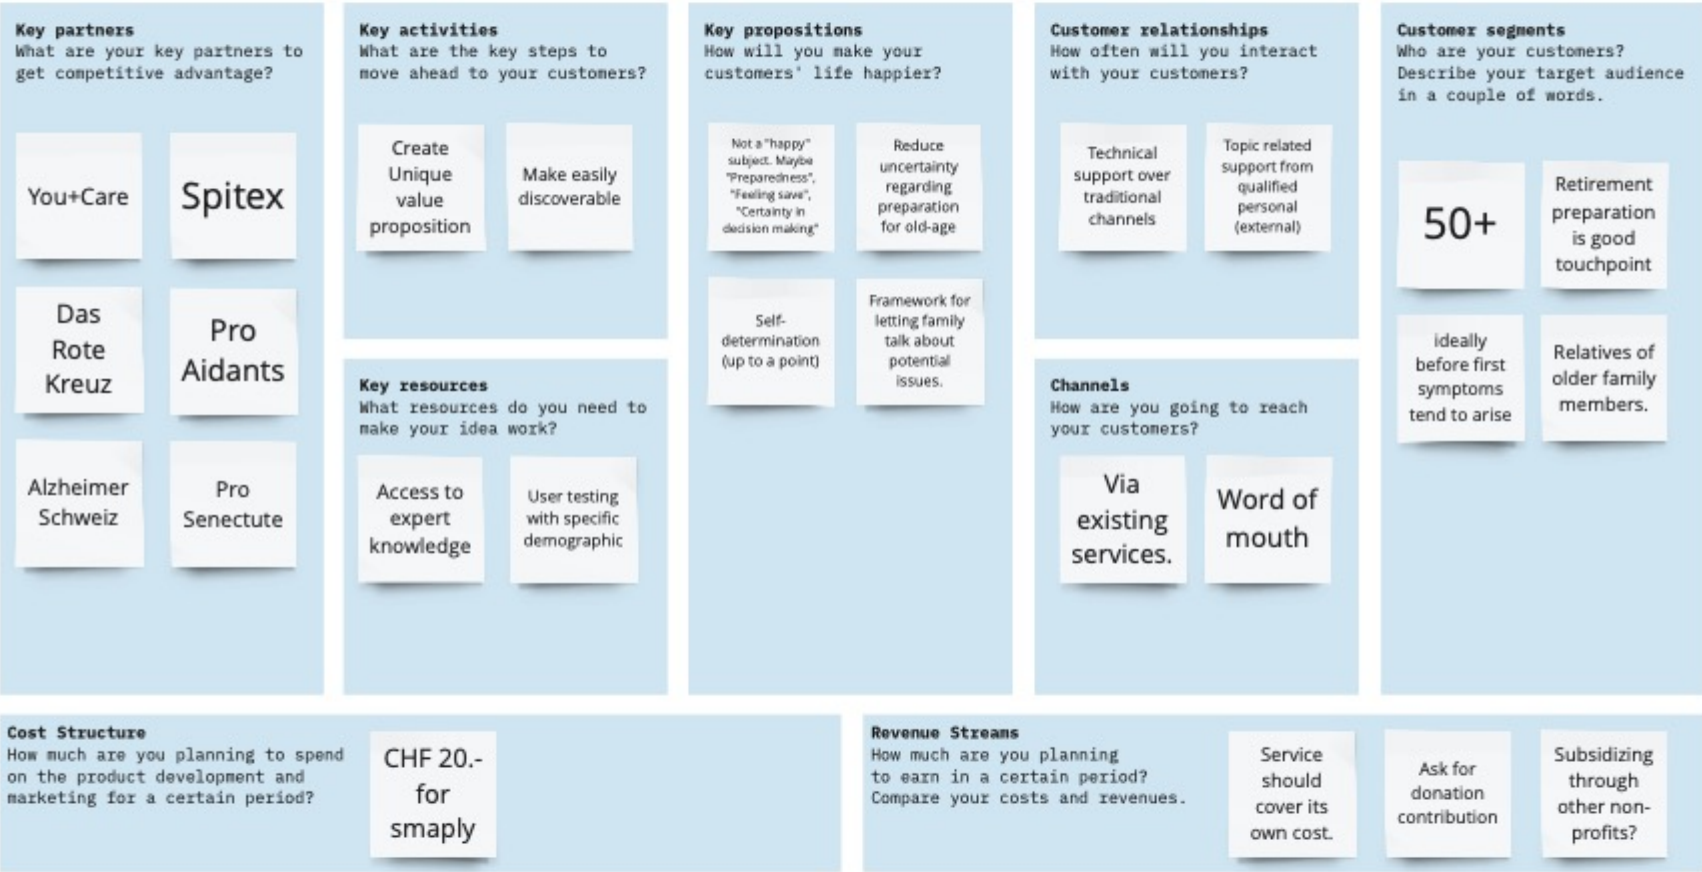 Key partners
What are your key partners to
get competitive advantage?
You+Care
Spitex
Das
Rote
Kreuz
Pro
Aidants
Alzheimer
Schweiz
Pro
Senectute
Key activities
What are the key steps to
move ahead to your customers?
Create
Unique
value
proposition
Make easily
discoverable
Key resources
What resources do you need to
make your idea work?
Access to
expert
knowledge
User testing
with specific
demographic
Key propositions
How will you make your
customers' life happier?
Not a "happy"
subject. Maybe
"Preparedness",
"Feeling save",
"Certainty in
decision making"
Reduce
uncertainty
regarding
preparation
for old-age
Self-
determination
(up to a point)
Framework for
letting family
talk about
potential
issues.
Customer relationships
How often will you interact
with your customers?
Technical
support over
traditional
channels
Topic related
support from
qualified
personal
(external)
Channels
How are you going to reach
your customers?
Via
existing
services.
Word of
mouth
Customer segments
Who are your customers?
Describe your target audience
in a couple of words.
50+
Retirement
preparation
is good
touchpoint
ideally
before first
symptoms
tend to arise
Relatives of
older family
members.
Cost Structure
How much are you planning to spend
on the product development and
marketing for a certain period?
CHF 20.-
for
smaply
Revenue Streams
How much are you planning
to earn in a certain period?
Compare your costs and revenues.
Service
should
cover its
own cost.
Ask for
donation
contribution
Subsidizing
through
other non-
profits?